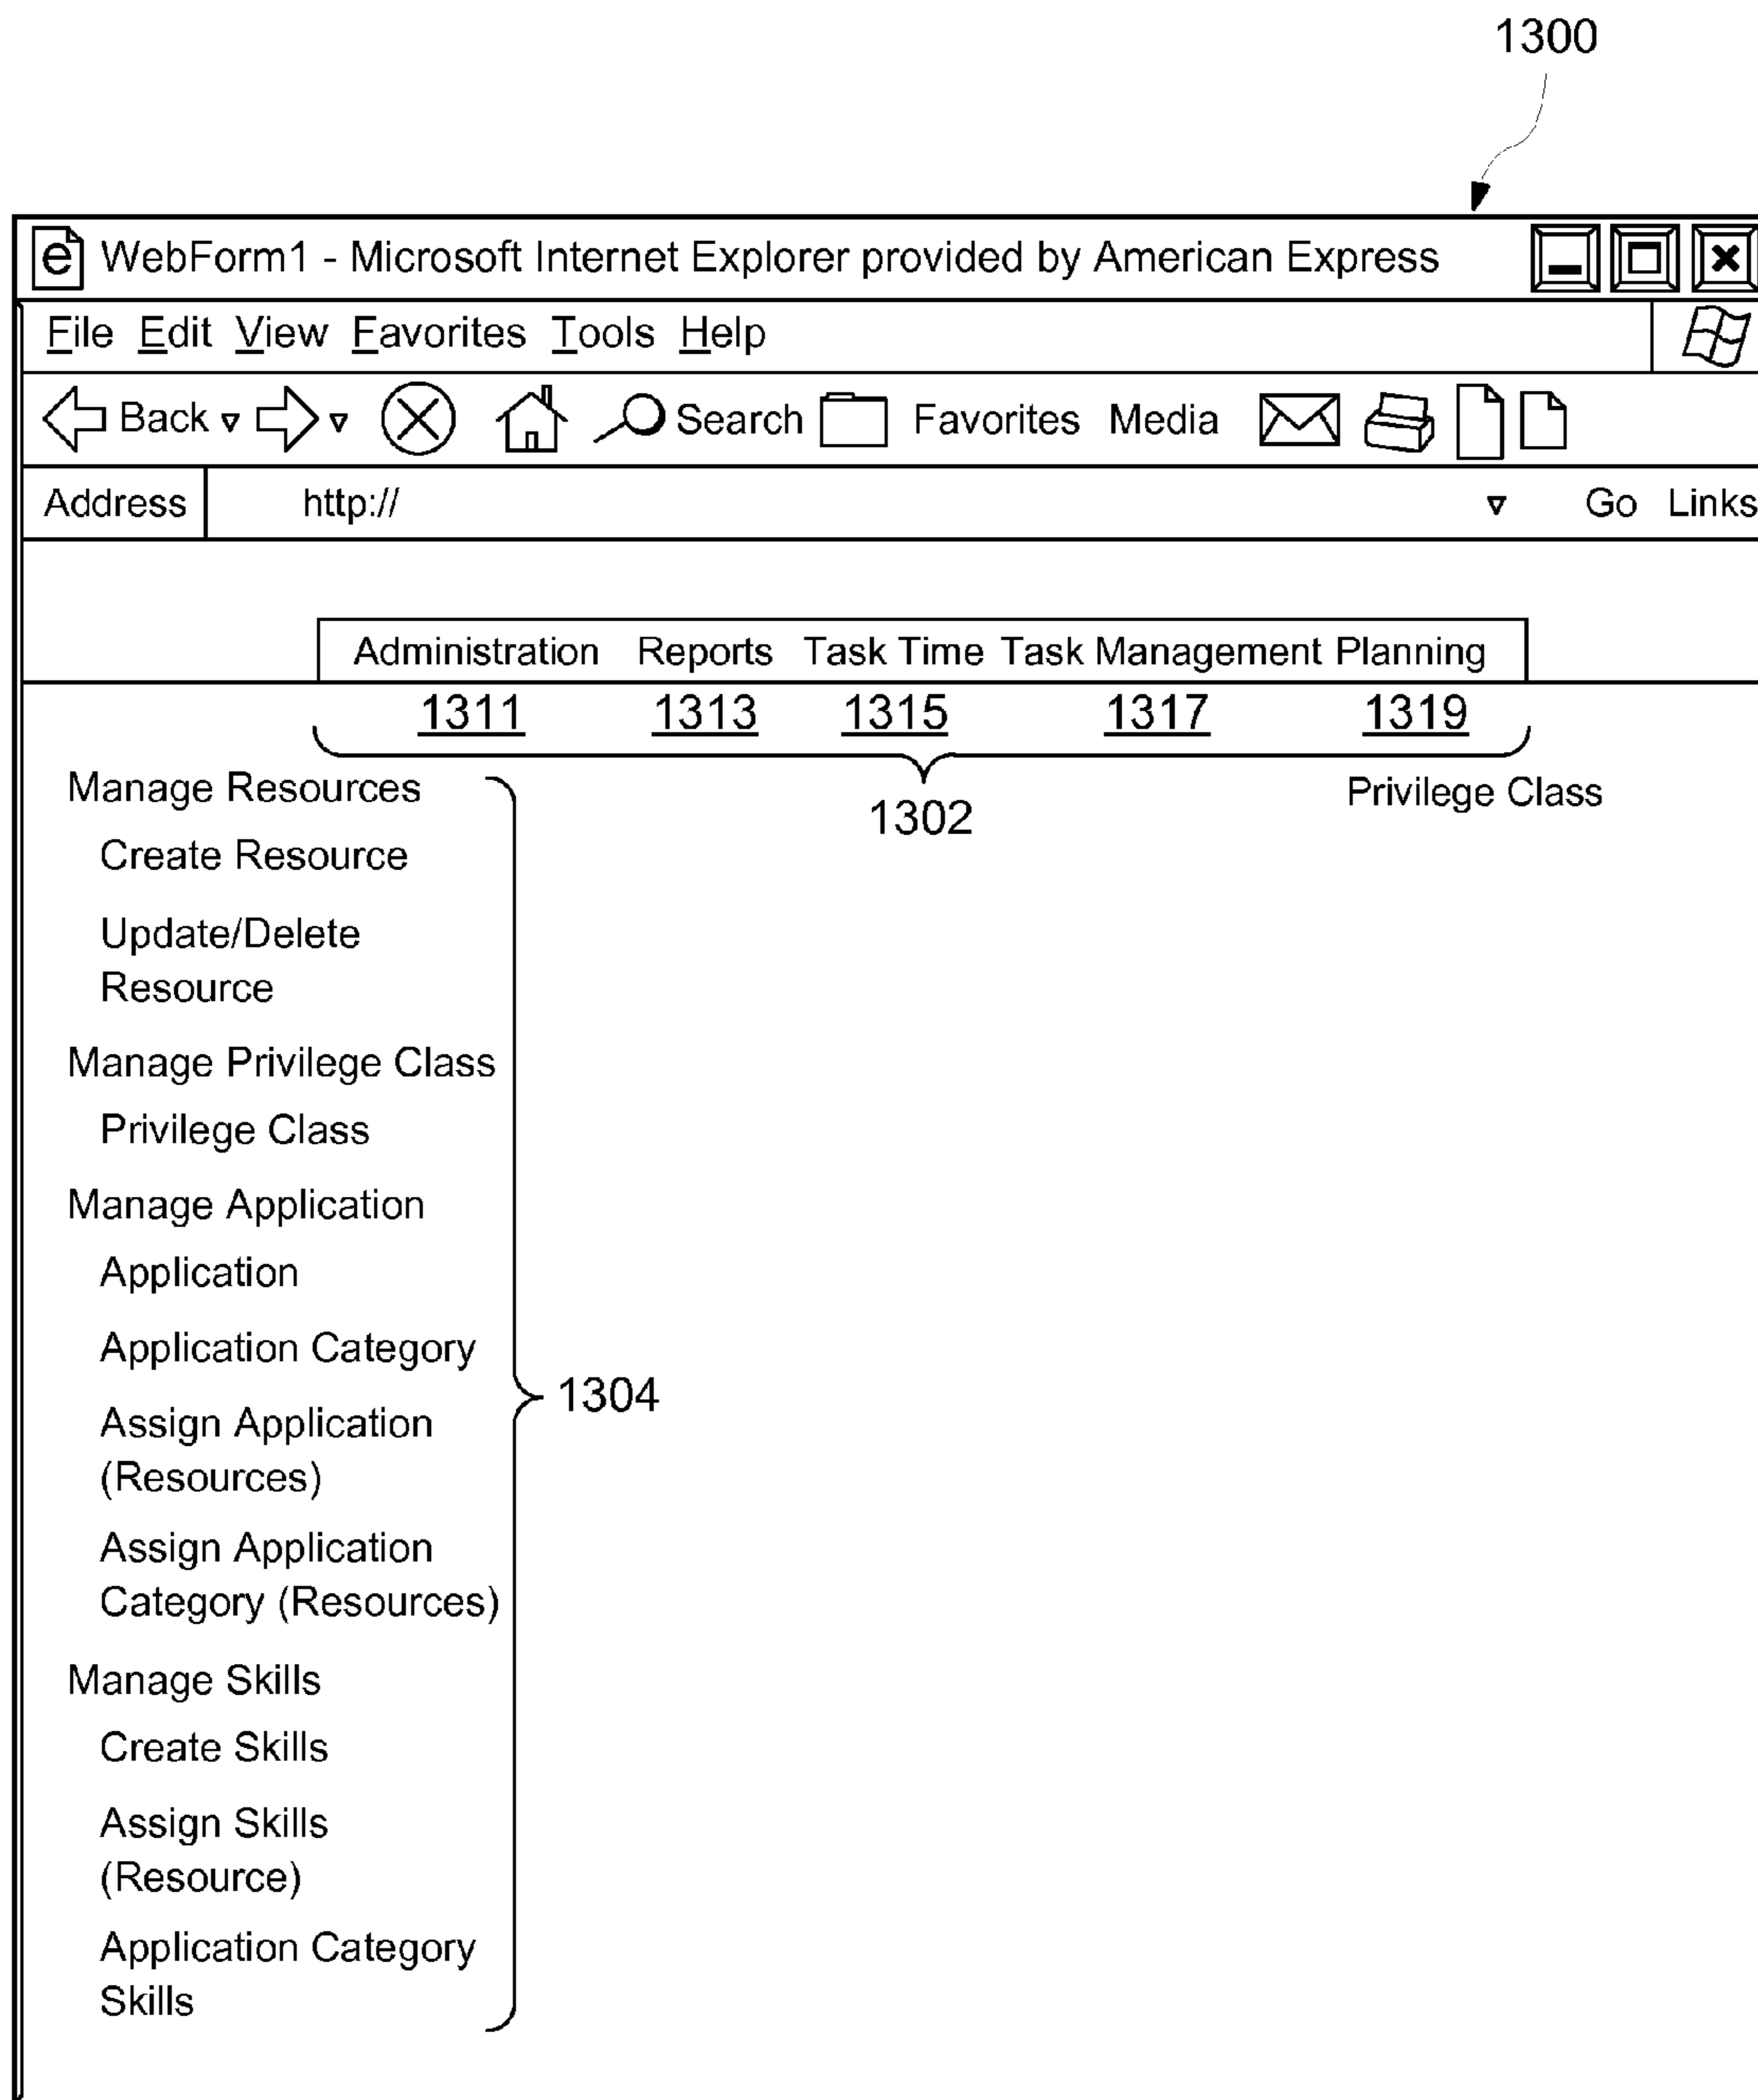 1300
WebForm1 - Microsoft Internet Explorer provided by American Express
File Edit View Favorites Tools Help
Back Search Favorites Media
Address http:// Go Links
Administration Reports Task Time Task Management Planning
1311 1313 1315 1317 1319
1302
Privilege Class
Manage Resources
Create Resource
Update/Delete
Resource
Manage Privilege Class
Privilege Class
Manage Application
Application
Application Category
Assign Application
(Resources)
Assign Application
Category (Resources)
Manage Skills
Create Skills
Assign Skills
(Resource)
Application Category
Skills
1304